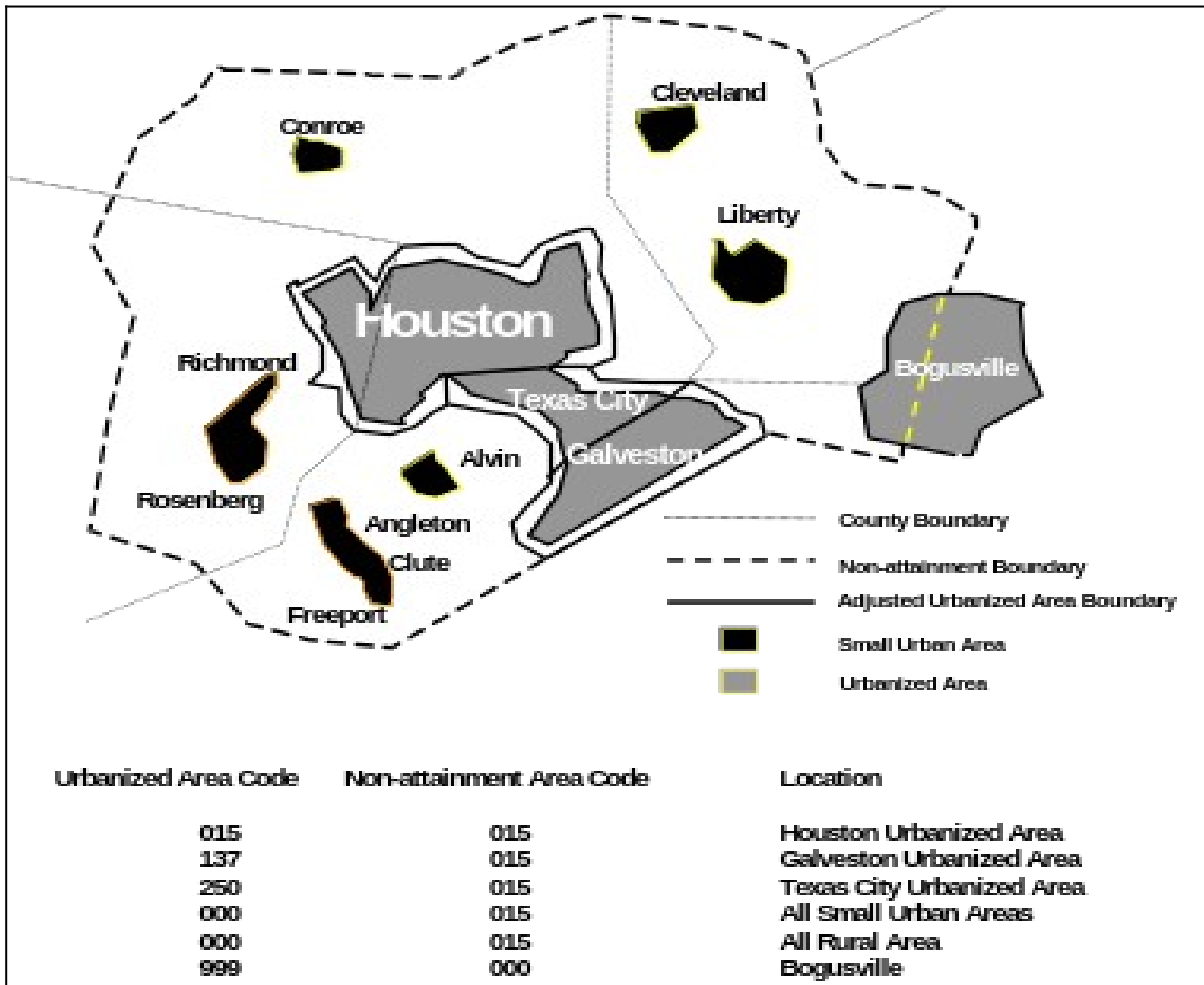 Cleveland
Conroe
Liberty
Houston
Richmond
Bogusville
Texas City
Galveston
Alvin
Rosenberg
Angleton
Clute
Freeport
County Boundary
Non-attainment Boundary
Adjusted Urbanized Area Boundary
Small Urban Area
Urbanized Area
Urbanized Area Code Non-attainment Area Code Location
015 015 Houston Urbanized Area
137 015 Galveston Urbanized Area
250 015 Texas City Urbanized Area
000 015 All Small Urban Areas
000 015 All Rural Area
999 000 Bogusville